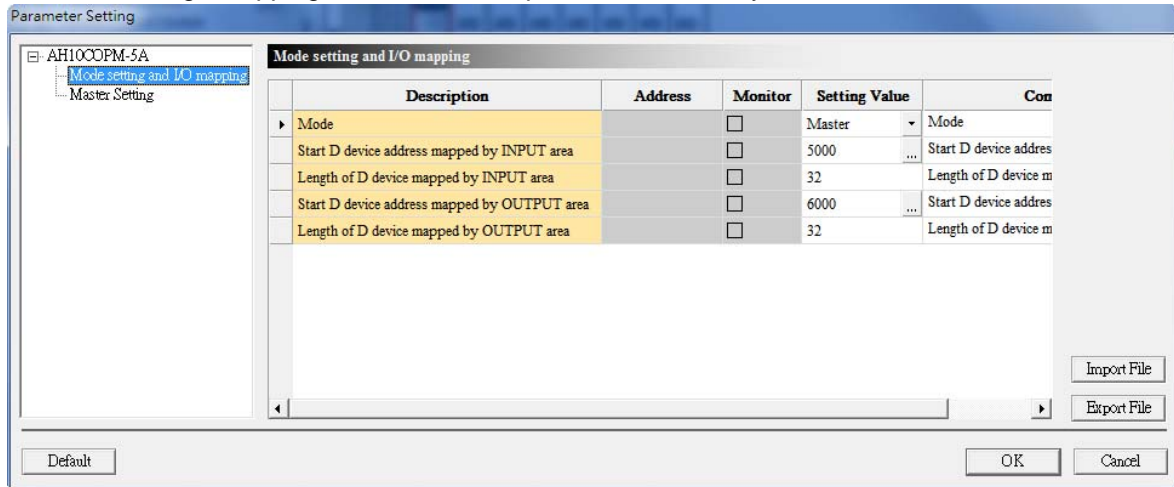 Parameter Setting
AH10COPM-5A
Mode setting and I/O mapping
Master Setting
Mode setting and I/O mapping
Description Address Monitor Setting Value Com
Mode Master Mode
Start D device address mapped by INPUT area 5000 ... Start D device addres
Length of D device mapped by INPUT area 32 Length of D device m
Start D device address mapped by OUTPUT area 6000 ... Start D device addres
Length of D device mapped by OUTPUT area 32 Length of D device m
Import File
Export File
Default OK Cancel